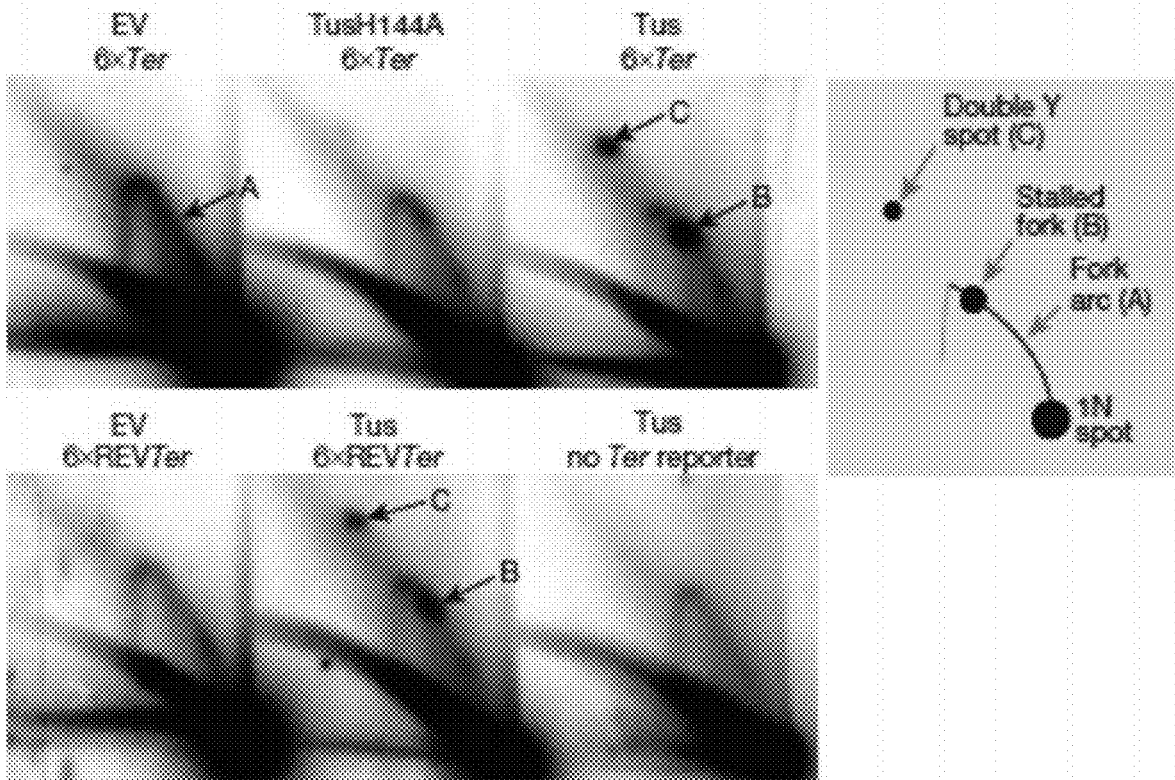 EV
6×Ter
TusH144A
6×Ter
Tus
6×Ter
A
C
B
Double Y
spot (C)
Stalled
fork (B)
Fork
arc (A)
1N
spot
EV
6×REVTer
Tus
6×REVTer
Tus
no Ter reporter
C
B